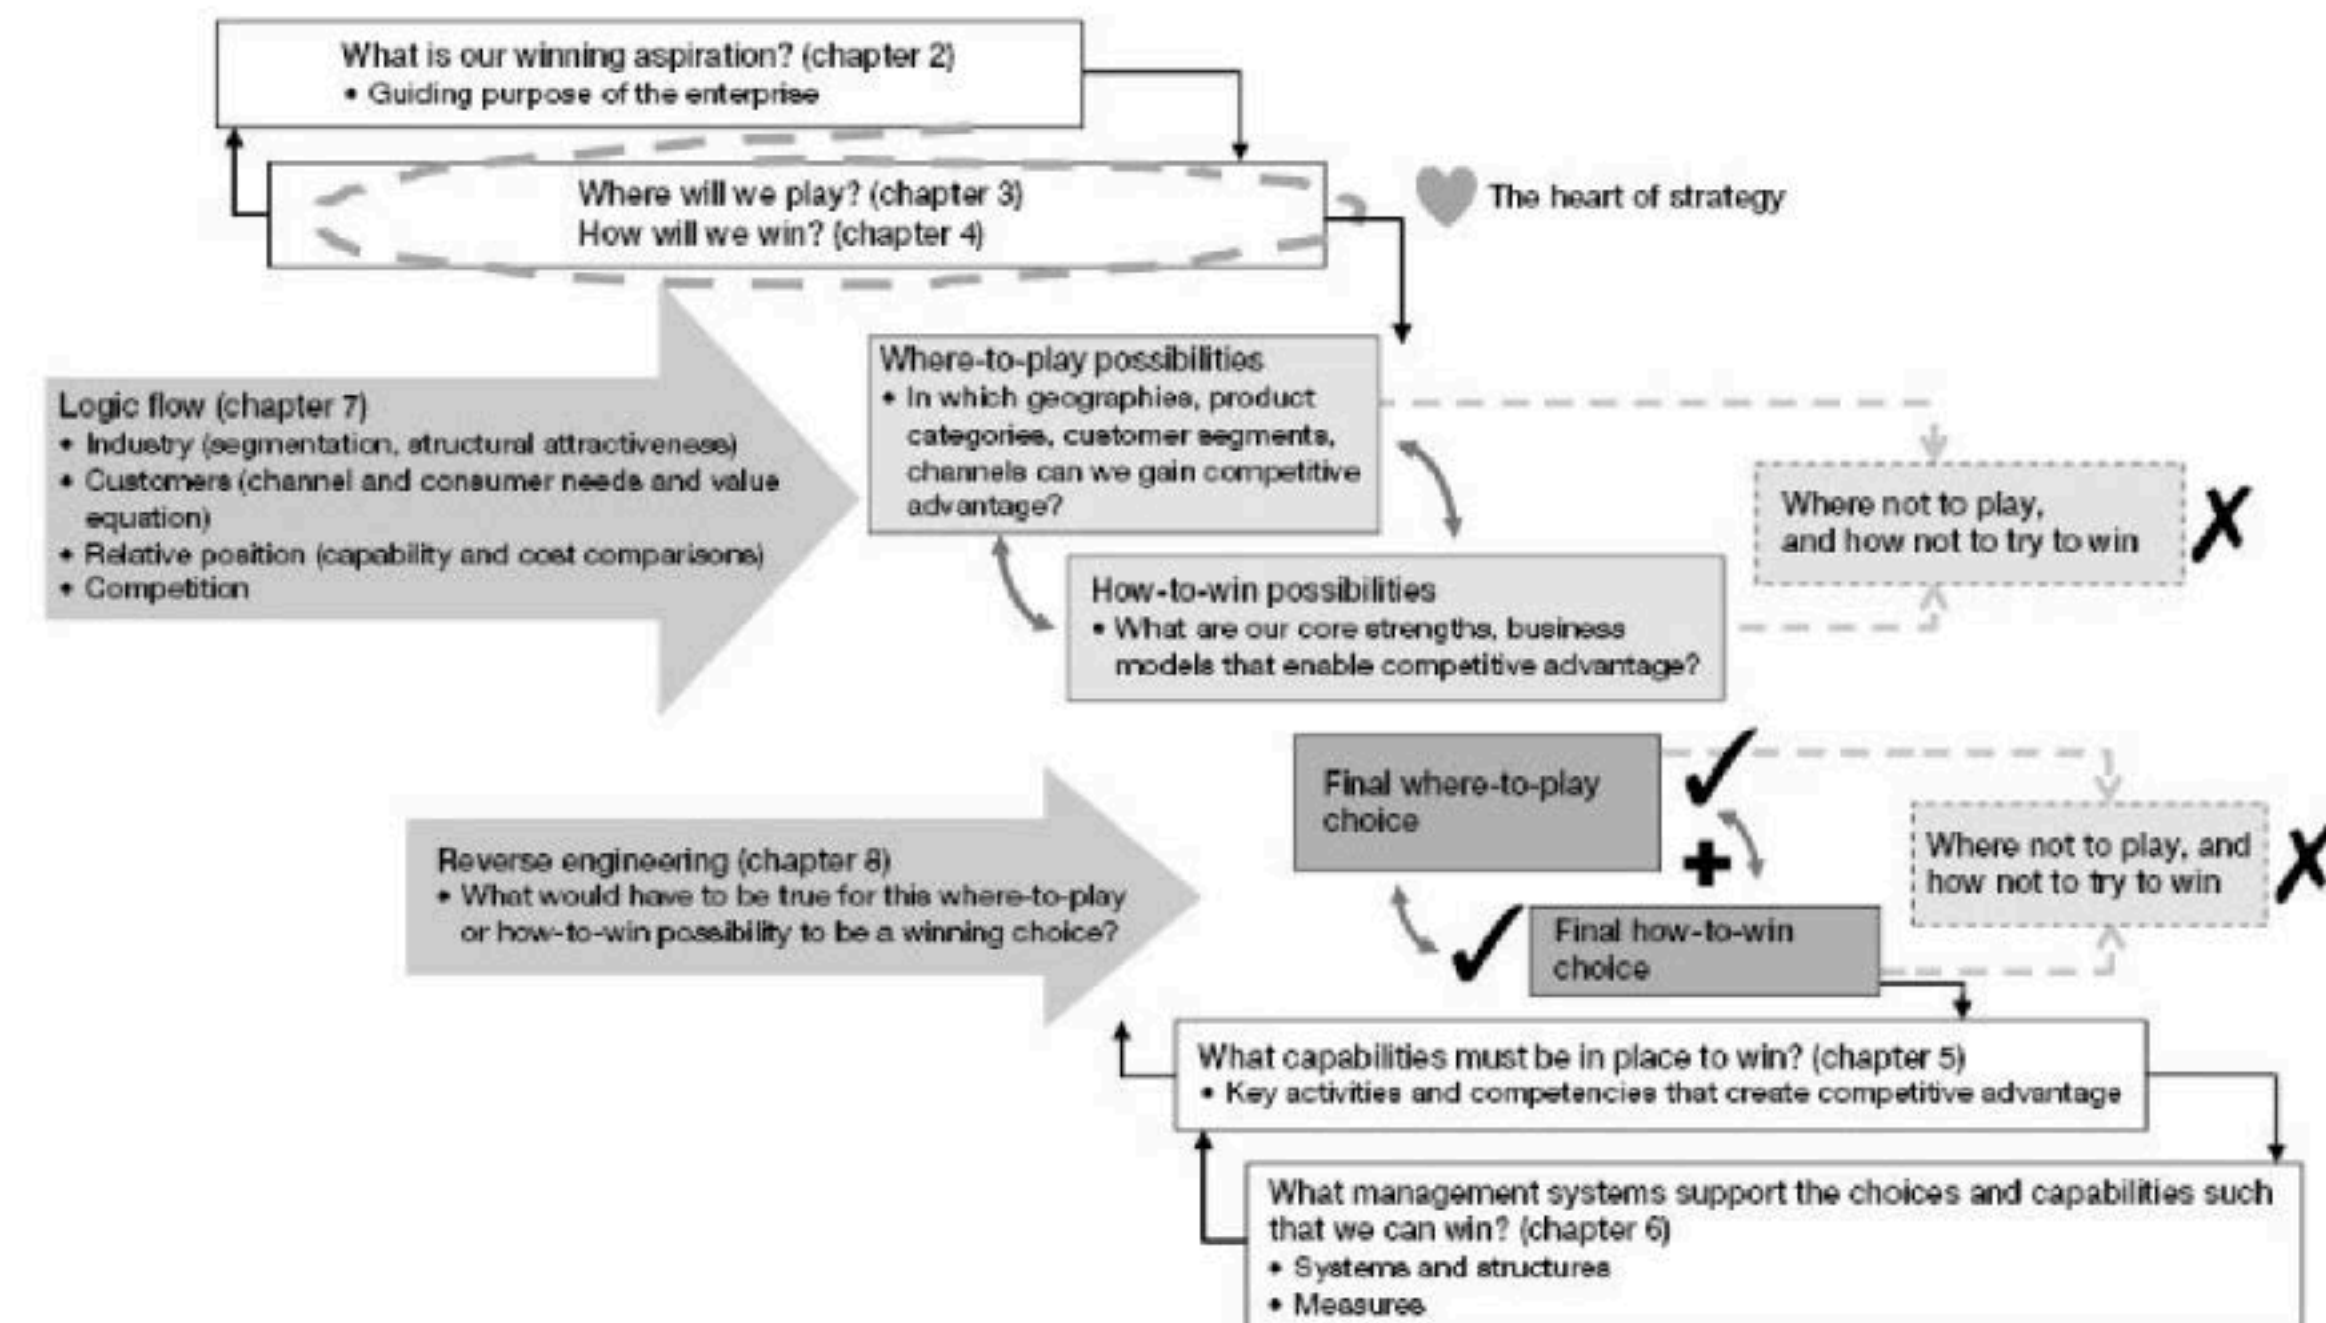 What is our winning aspiration? (chapter 2)
• Guiding purpose of the enterprise
Where will we play? (chapter 3)
How will we win? (chapter 4)
The heart of strategy
Logic flow (chapter 7)
• Industry (segmentation, structural attractiveness)
• Customers (channel and consumer needs and value
equation)
• Relative position (capability and cost comparisons)
• Competition
Where-to-play possibilities
• In which geographies, product
categories, customer segments,
channels can we gain competitive
advantage?
Where not to play,
and how not to try to win
How-to-win possibilities
• What are our core strengths, business
models that enable competitive advantage?
Reverse engineering (chapter 8)
• What would have to be true for this where-to-play
or how-to-win possibility to be a winning choice?
Final where-to-play
choice
Where not to play, and
how not to try to win
Final how-to-win
choice
What capabilities must be in place to win? (chapter 5)
• Key activities and competencies that create competitive advantage
What management systems support the choices and capabilities such
that we can win? (chapter 6)
• Systems and structures
• Measures